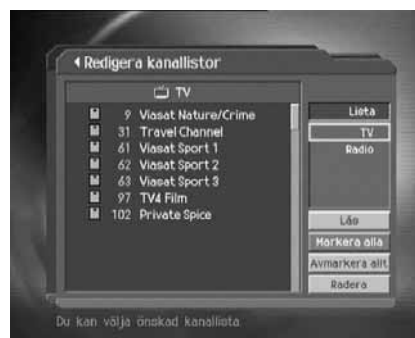 Redigera kanallistor
TV
9 Viasat Nature/Crime
31 Travel Channel
61 Viasat Sport 1
62 Viasat Sport 2
63 Viasat Sport 3
97 TV4 Film
102 Private Spice
Lista
TV
Radio
Lås
Markera alla
Avmarkera allt
Radera
Du kan välja önskad kanallista